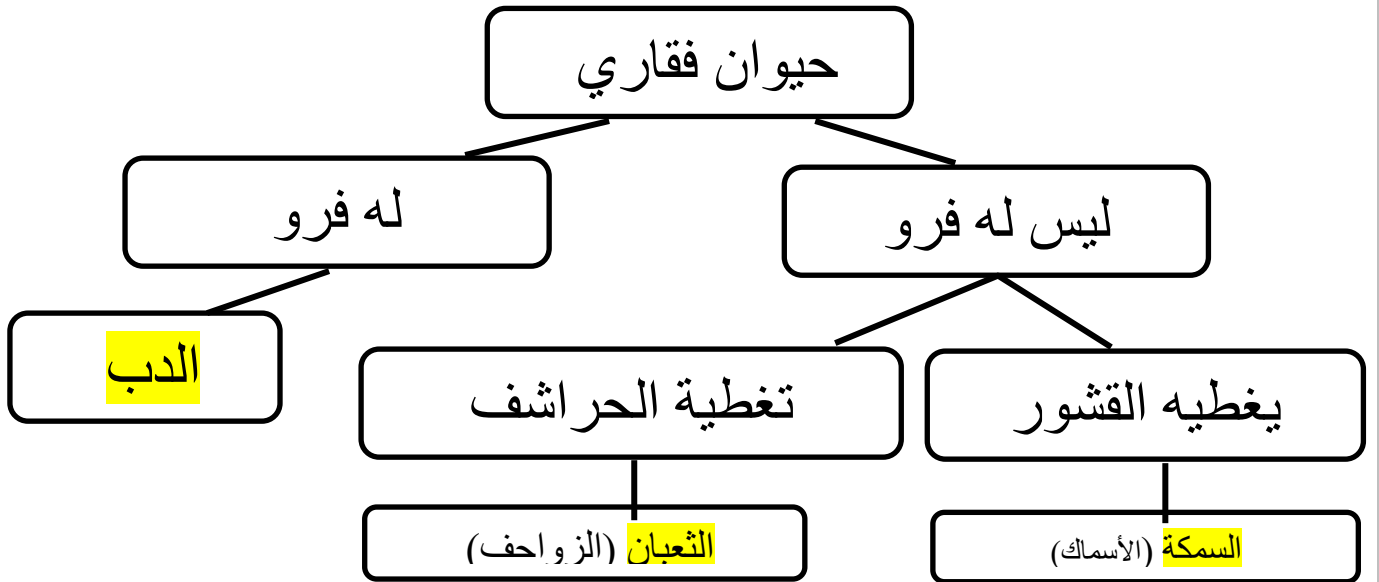 حيوان فقاري
ليس له فرو
له فرو
الدب
يغطيه القشور
تغطية الحراشف
السمكة (الأسماك)
الثعبان (الزواحف)